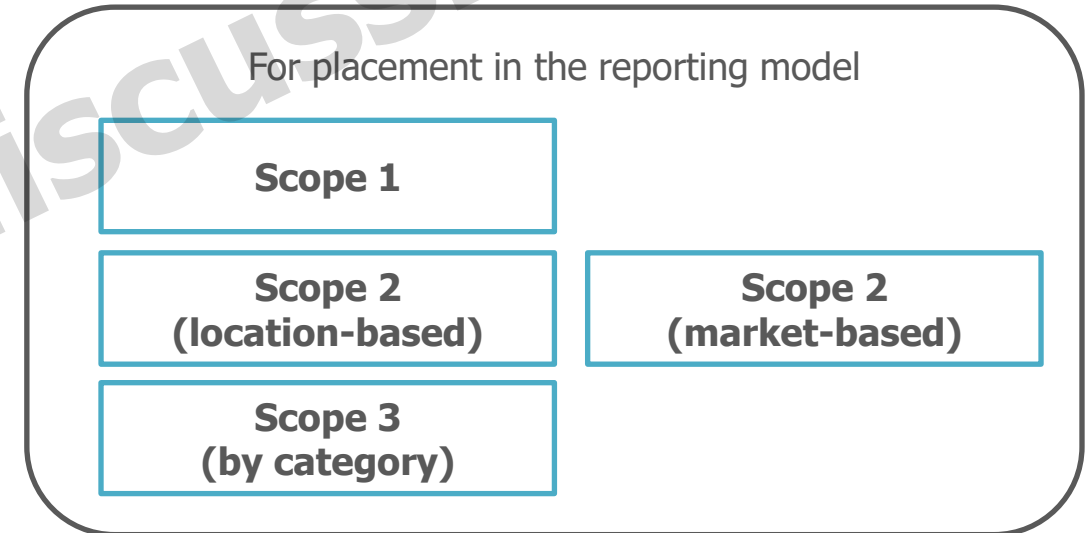 For placement in the reporting model
Scope 1
Scope 2
(location-based)
Scope 2
(market-based)
Scope 3
(by category)